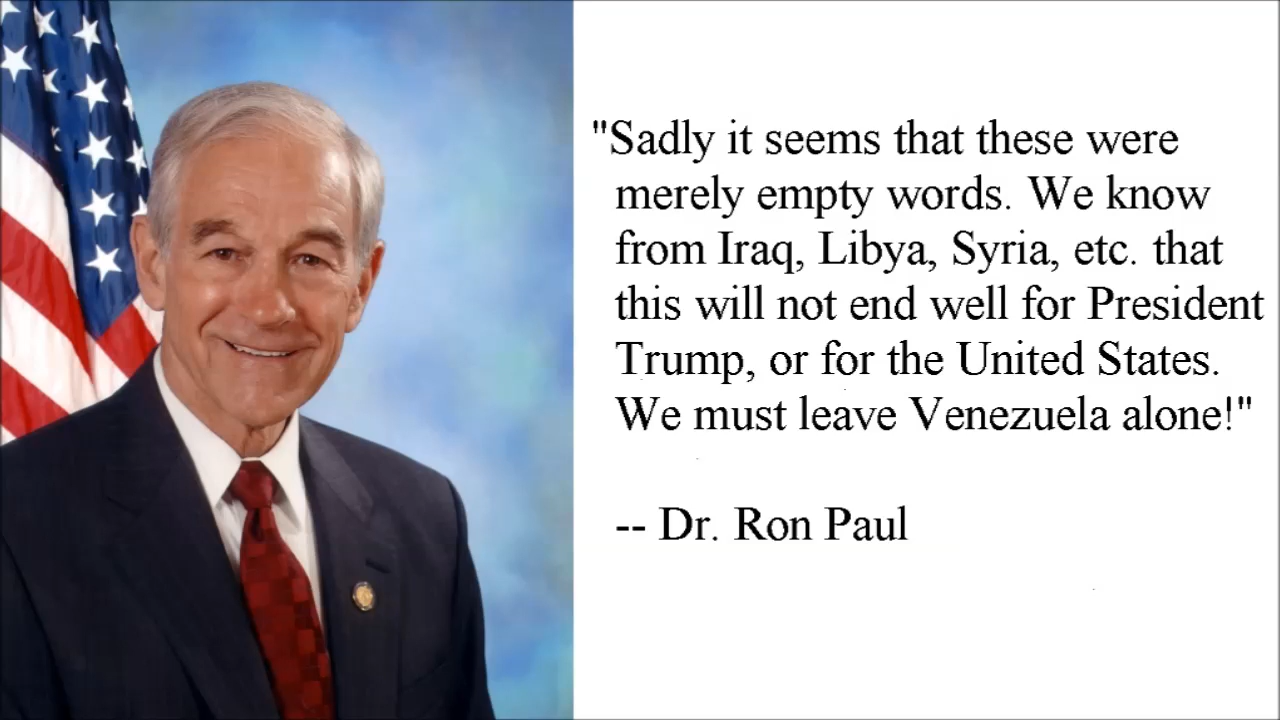 "Sadly it seems that these were
merely empty words. We know
from Iraq, Libya, Syria, etc. that
this will not end well for President
Trump, or for the United States.
We must leave Venezuela alone!"
-- Dr. Ron Paul